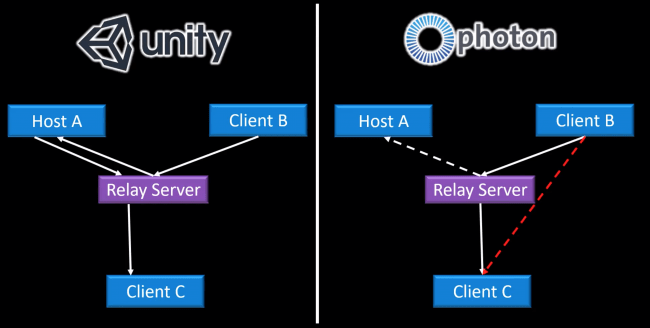 unity
Host A
Client B
Relay Server
Client C
photon
Host A
Client B
Relay Server
Client C